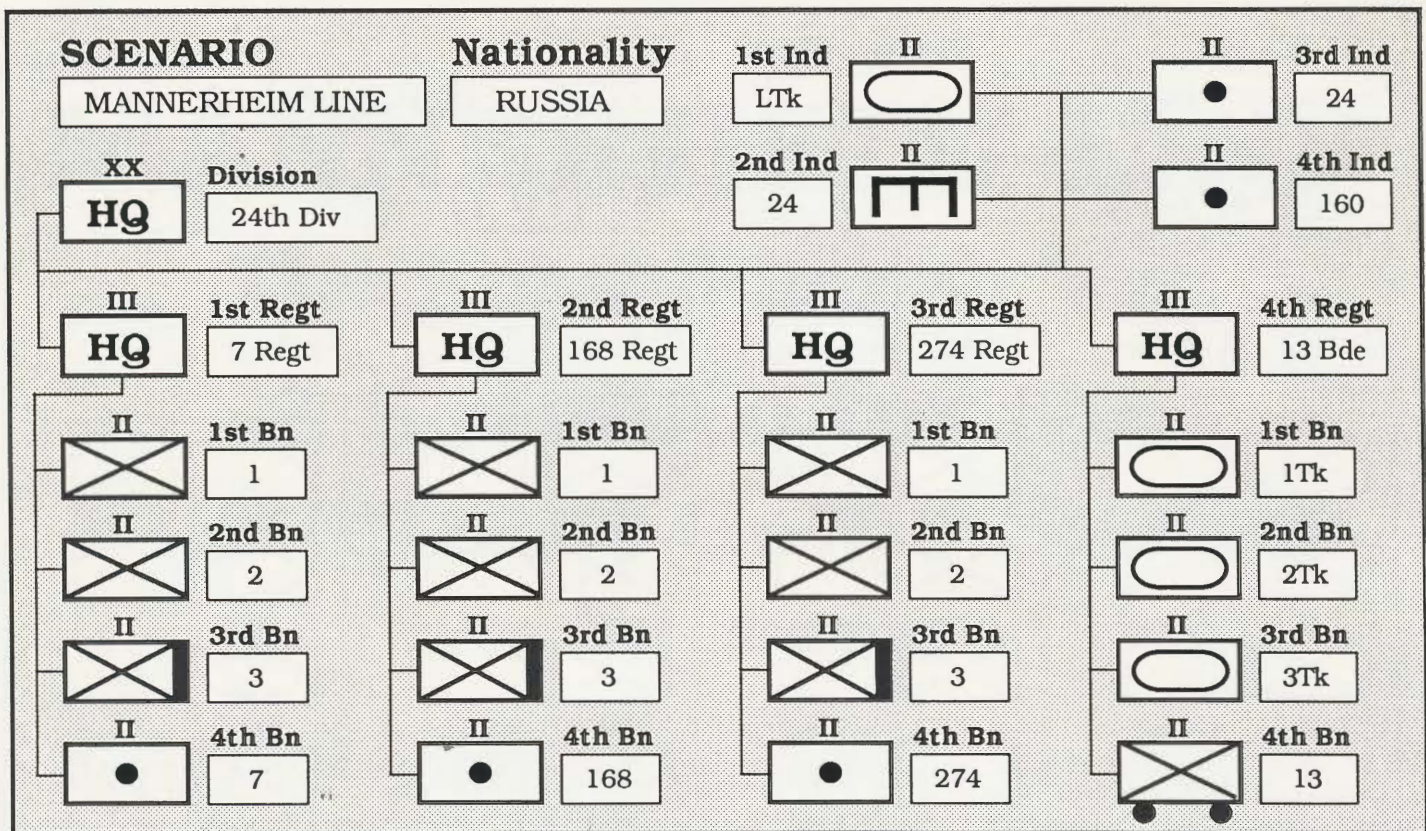 SCENARIO Nationality
MANNERHEIM LINE RUSSIA
1st Ind II II 3rd Ind
LTk 24
2nd Ind II II 4th Ind
24 160
XX Division
HQ 24th Div
III 1st Regt III 2nd Regt III 3rd Regt III 4th Regt
HQ 7 Regt HQ 168 Regt HQ 274 Regt HQ 13 Bde
II 1st Bn II 1st Bn II 1st Bn II 1st Bn
1 1 1 1Tk
II 2nd Bn II 2nd Bn II 2nd Bn II 2nd Bn
2 2 2 2Tk
II 3rd Bn II 3rd Bn II 3rd Bn II 3rd Bn
3 3 3 3Tk
II 4th Bn II 4th Bn II 4th Bn II 4th Bn
7 168 274 13